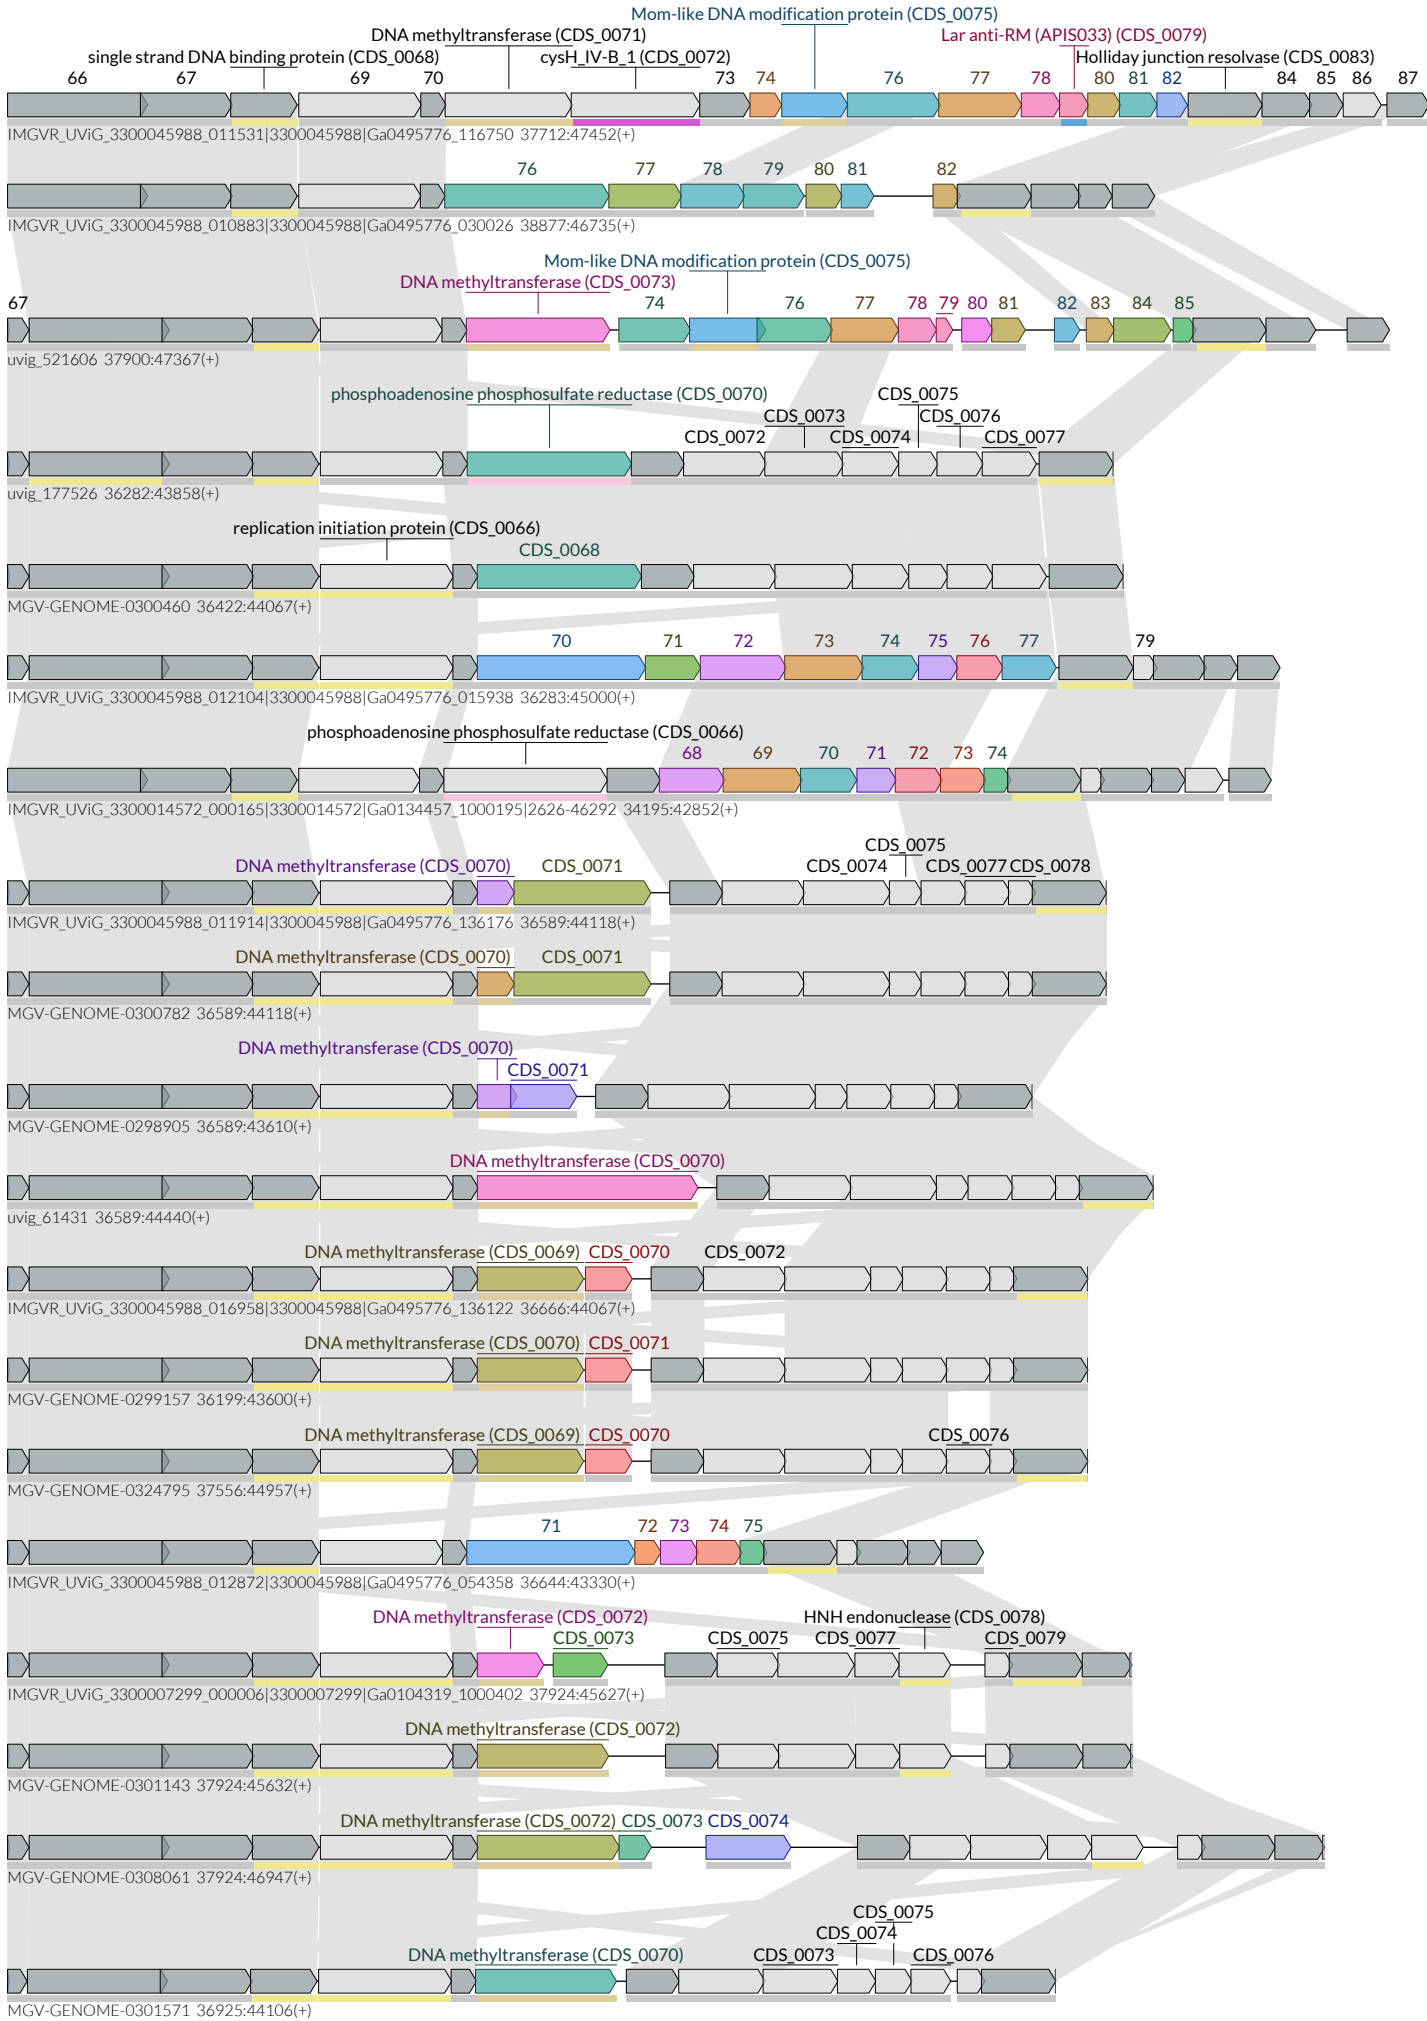 Mom-like DNA modification protein (CDS_0075)
DNA methyltransferase (CDS_0071) Lar anti-RM (APIS033) (CDS_0079)
single strand DNA binding protein (CDS_0068) cysH_IV-B_1 (CDS_0072) Holliday junction resolvase (CDS_0083)
66 67 69 70 73 74 76 77 78 80 81 82 84 85 86 87
IMGVR_UViG_3300045988_011531|3300045988|Ga0495776_116750 37712:47452(+)
76 77 78 79 80 81 82
IMGVR_UViG_3300045988_010883|3300045988|Ga0495776_030026 38877:46735(+)
Mom-like DNA modification protein (CDS_0075)
DNA methyltransferase (CDS_0073)
67 74 76 77 78 79 80 81 82 83 84 85
uvig_521606 37900:47367(+)
phosphoadenosine phosphosulfate reductase (CDS_0070) CDS_0075
CDS_0073 CDS_0076
CDS_0072 CDS_0074 CDS_0077
uvig_177526 36282:43858(+)
replication initiation protein (CDS_0066)
CDS_0068
MGV-GENOME-0300460 36422:44067(+)
70 71 72 73 74 75 76 77 79
IMGVR_UViG_3300045988_012104|3300045988|Ga0495776_015938 36283:45000(+)
phosphoadenosine phosphosulfate reductase (CDS_0066)
68 69 70 71 72 73 74
IMGVR_UViG_3300014572_000165|3300014572|Ga0134457_1000195|2626-46292 34195:42852(+)
CDS_0075
DNA methyltransferase (CDS_0070) CDS_0071 CDS_0074 CDS_0077 CDS_0078
IMGVR_UViG_3300045988_011914|3300045988|Ga0495776_136176 36589:44118(+)
DNA methyltransferase (CDS_0070) CDS_0071
MGV-GENOME-0300782 36589:44118(+)
DNA methyltransferase (CDS_0070)
CDS_0071
MGV-GENOME-0298905 36589:43610(+)
DNA methyltransferase (CDS_0070)
uvig_61431 36589:44440(+)
DNA methyltransferase (CDS_0069) CDS_0070 CDS_0072
IMGVR_UViG_3300045988_016958|3300045988|Ga0495776_136122 36666:44067(+)
DNA methyltransferase (CDS_0070) CDS_0071
MGV-GENOME-0299157 36199:43600(+)
DNA methyltransferase (CDS_0069) CDS_0070 CDS_0076
MGV-GENOME-0324795 37556:44957(+)
71 72 73 74 75
IMGVR_UViG_3300045988_012872|3300045988|Ga0495776_054358 36644:43330(+)
DNA methyltransferase (CDS_0072) HNH endonuclease (CDS_0078)
CDS_0073 CDS_0075 CDS_0077 CDS_0079
IMGVR_UViG_3300007299_000006|3300007299|Ga0104319_1000402 37924:45627(+)
DNA methyltransferase (CDS_0072)
MGV-GENOME-0301143 37924:45632(+)
DNA methyltransferase (CDS_0072) CDS_0073 CDS_0074
MGV-GENOME-0308061 37924:46947(+)
CDS_0075
CDS_0074
DNA methyltransferase (CDS_0070) CDS_0073 CDS_0076
MGV-GENOME-0301571 36925:44106(+)